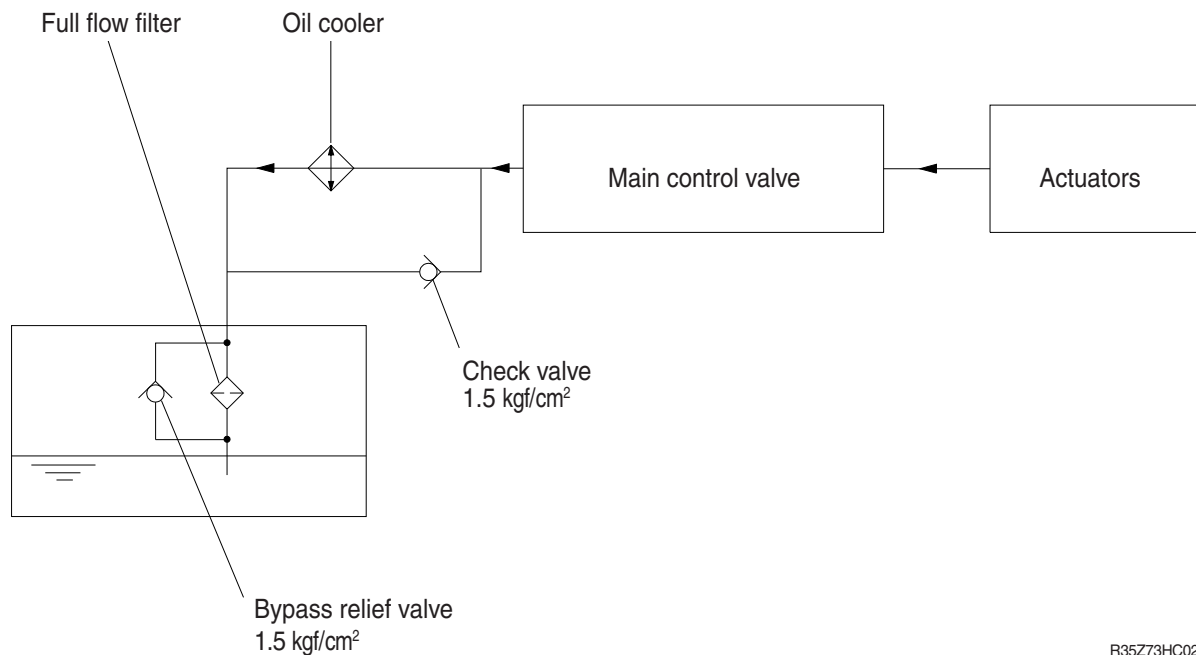 Full flow filter
Oil cooler
Main control valve
Actuators
Check valve
1.5 kgf/cm²
Bypass relief valve
1.5 kgf/cm²
R35Z73HC02